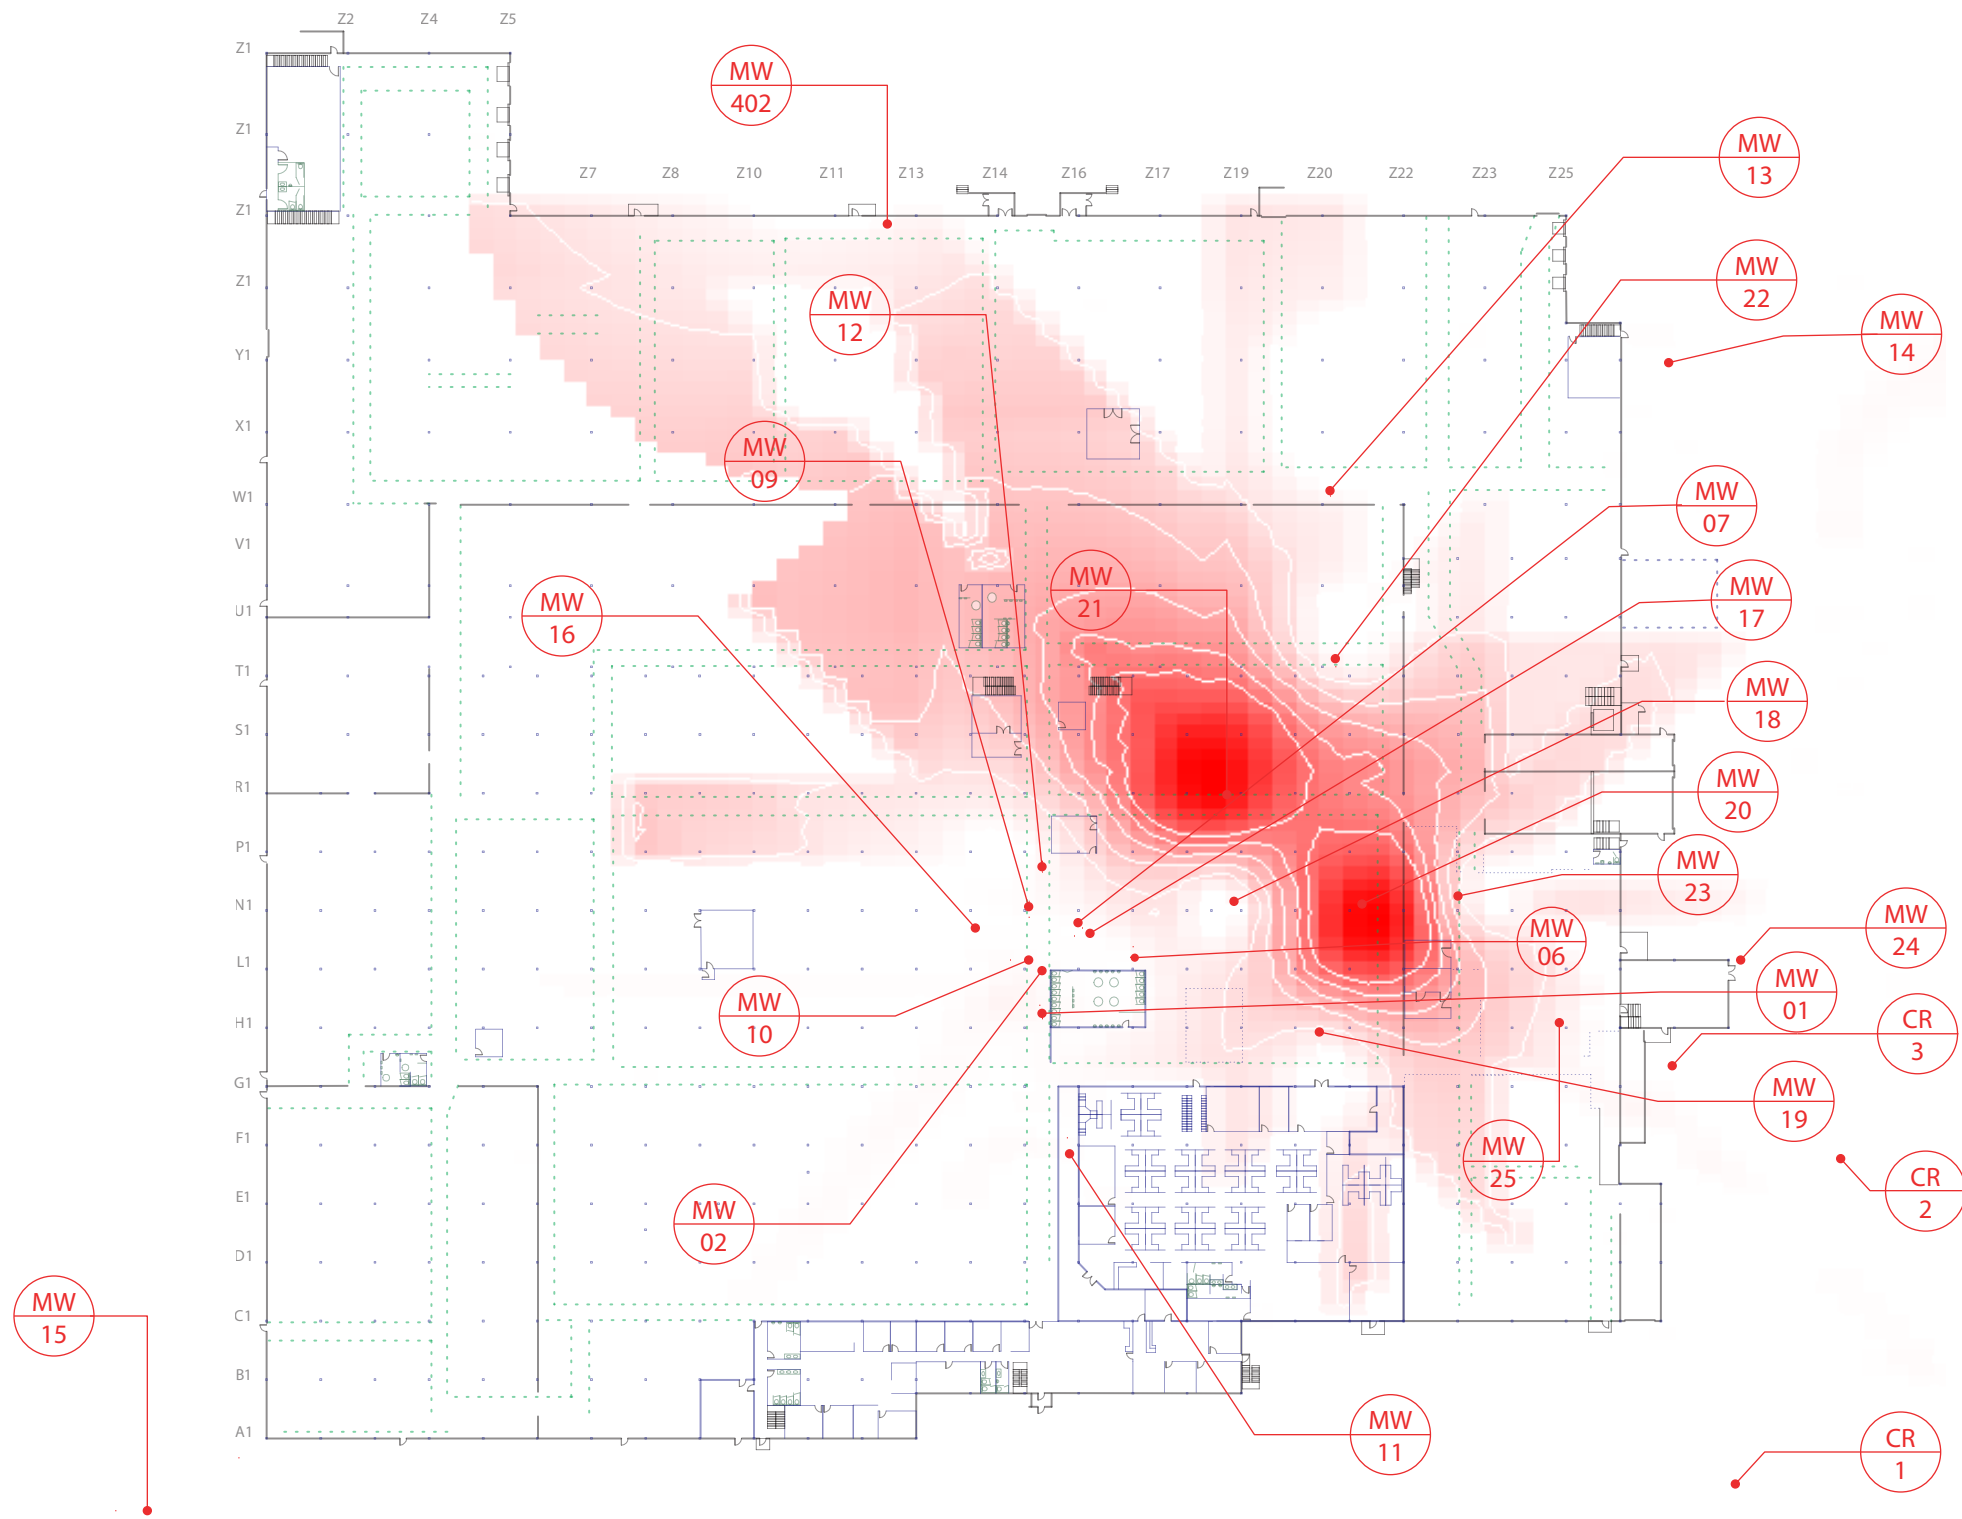 Z2 Z4 Z5
Z1
MW
402
Z1
MW
13
Z7 Z8 Z10 Z11 Z13 Z14 Z16 Z17 Z19 Z20 Z22 Z23 Z25
Z1
MW
22
Z1
MW
12
MW
14
Y1
X1
MW
09
W1
MW
07
V1
MW
21
MW
17
U1
MW
16
T1
MW
18
S1
R1
MW
20
P1
MW
23
N1
MW
24
MW
06
L1
MW
10
MW
01
H1
CR
3
G1
MW
19
F1
MW
25
CR
2
E1
MW
02
D1
C1
MW
15
B1
A1
MW
11
CR
1